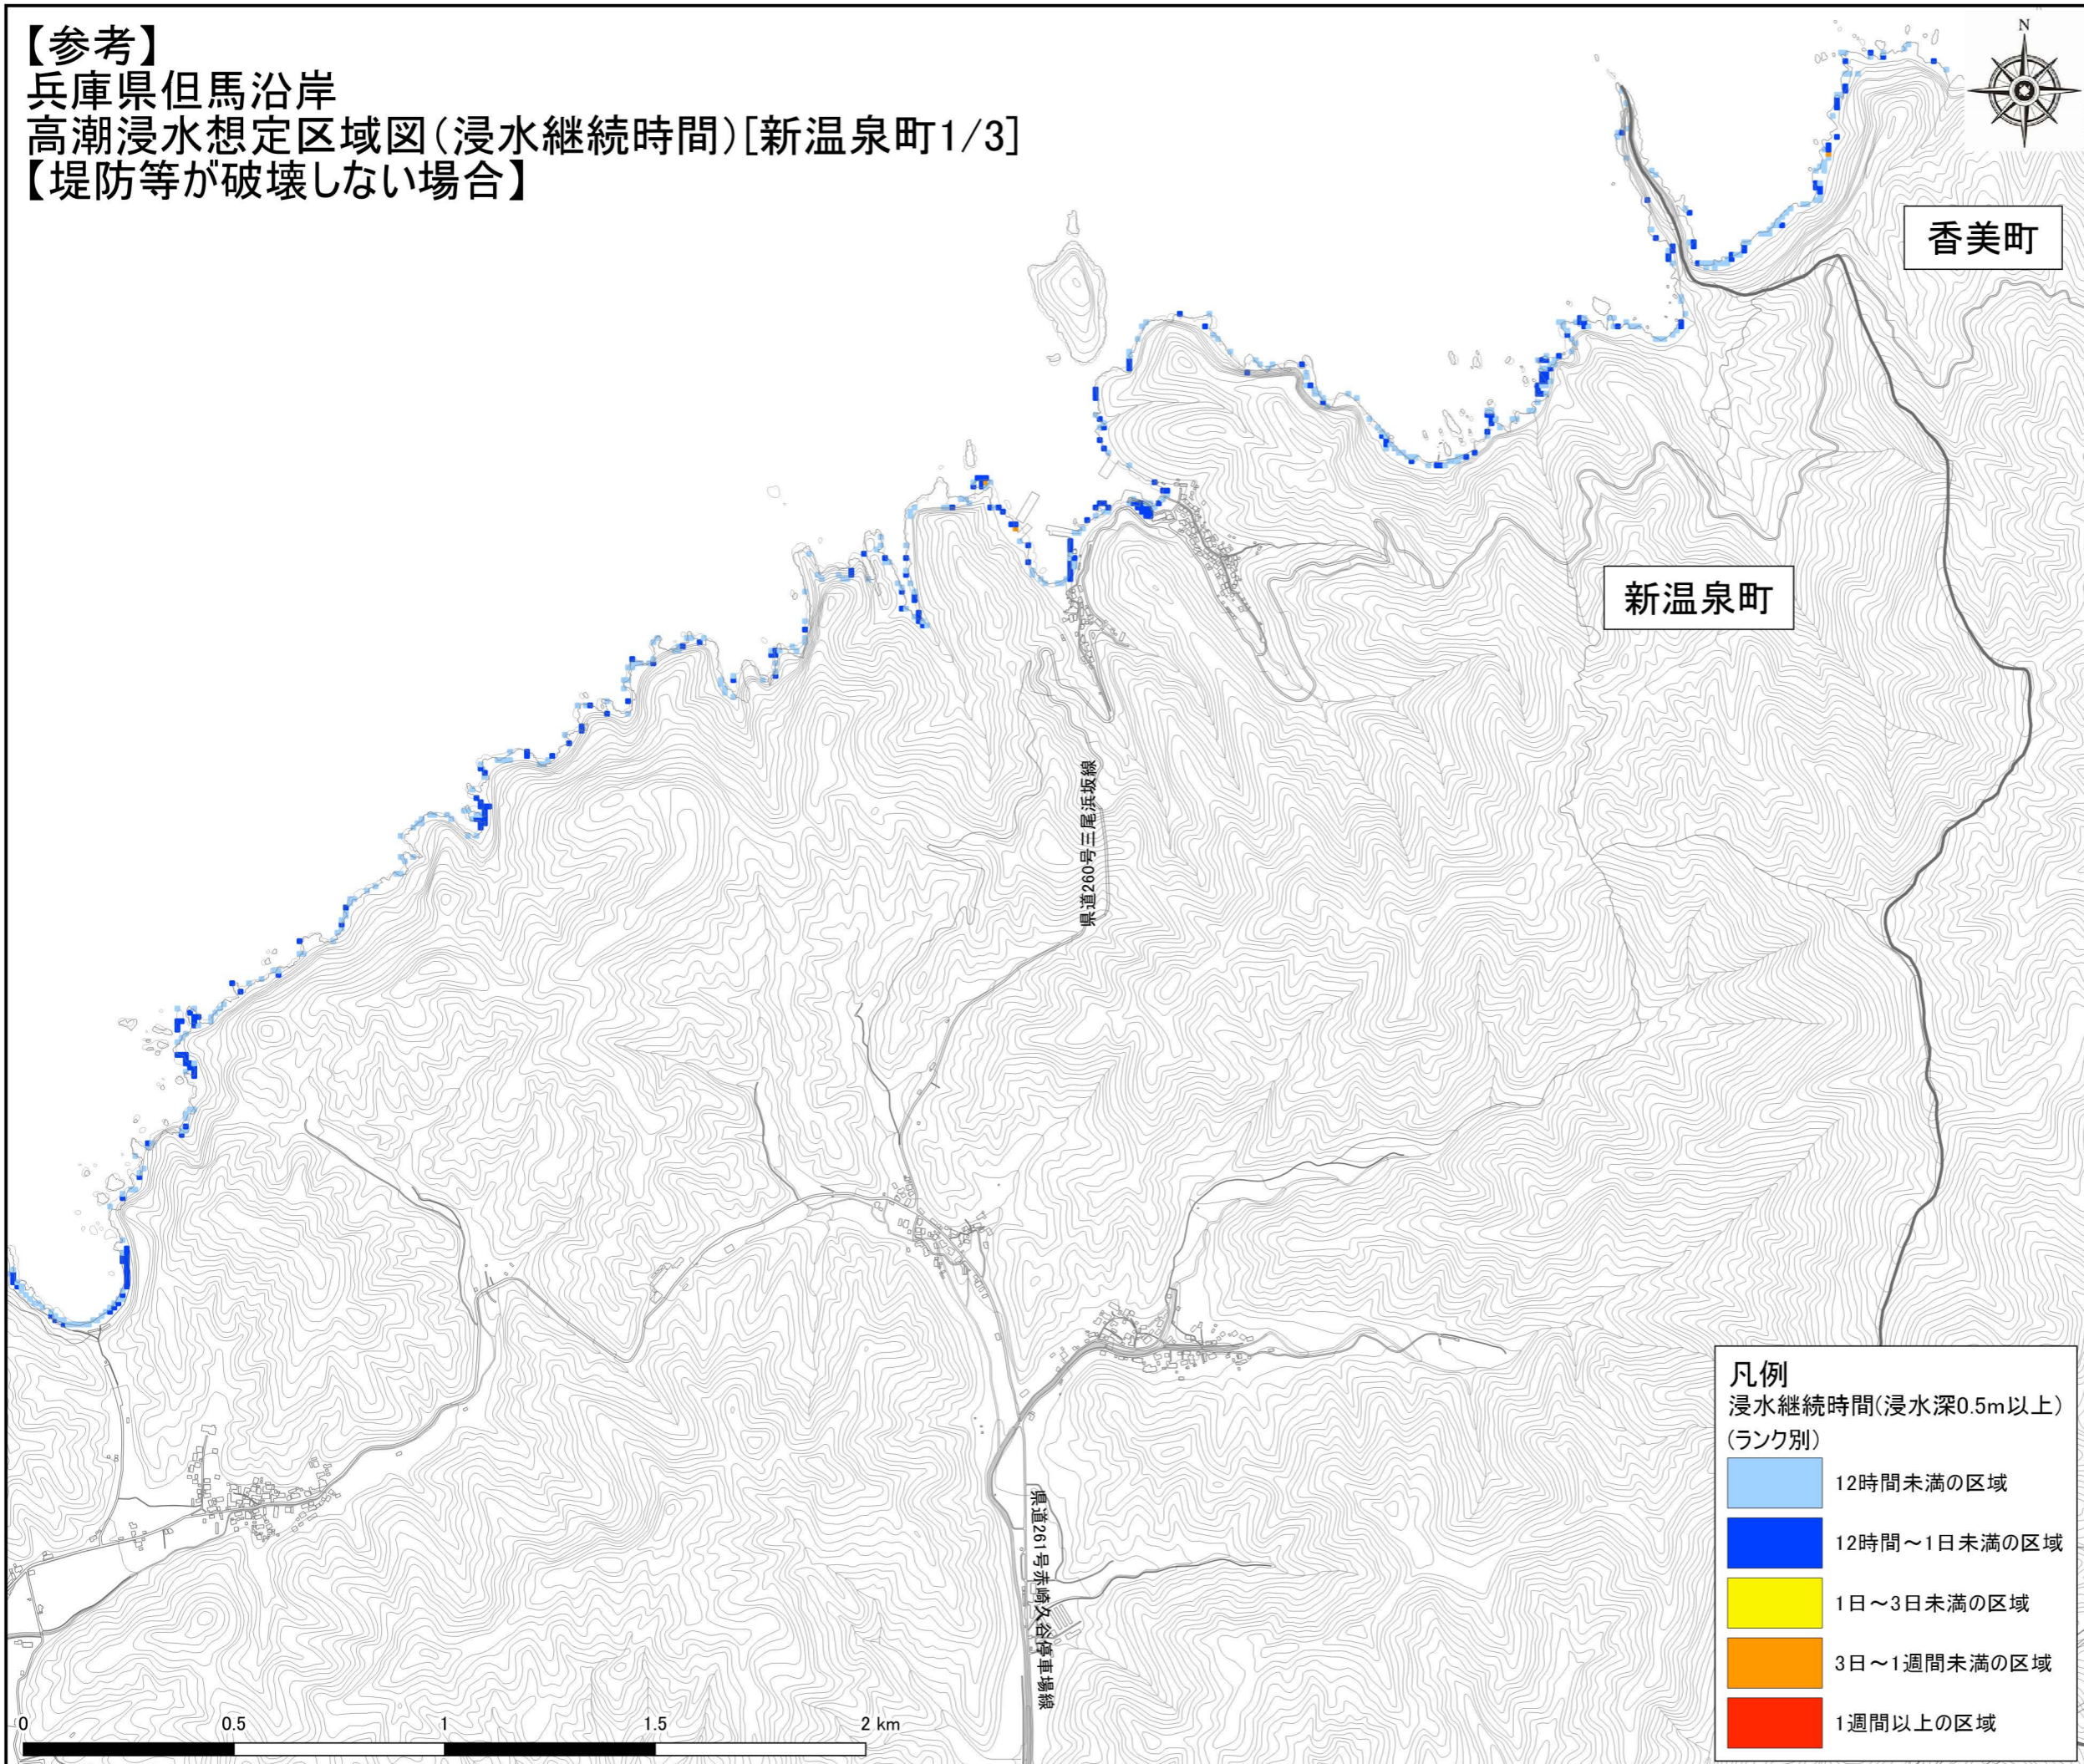 【参考】
兵庫県但馬沿岸
高潮浸水想定区域図(浸水継続時間)[新温泉町1/3]
【堤防等が破壊しない場合】
N
香美町
新温泉町
県道260号三尾浜坂線
県道261号赤崎久谷停車場線
凡例
浸水継続時間(浸水深0.5m以上)
(ランク別)
12時間未満の区域
12時間~1日未満の区域
1日~3日未満の区域
3日~1週間未満の区域
1週間以上の区域
0 0.5 1 1.5 2 km